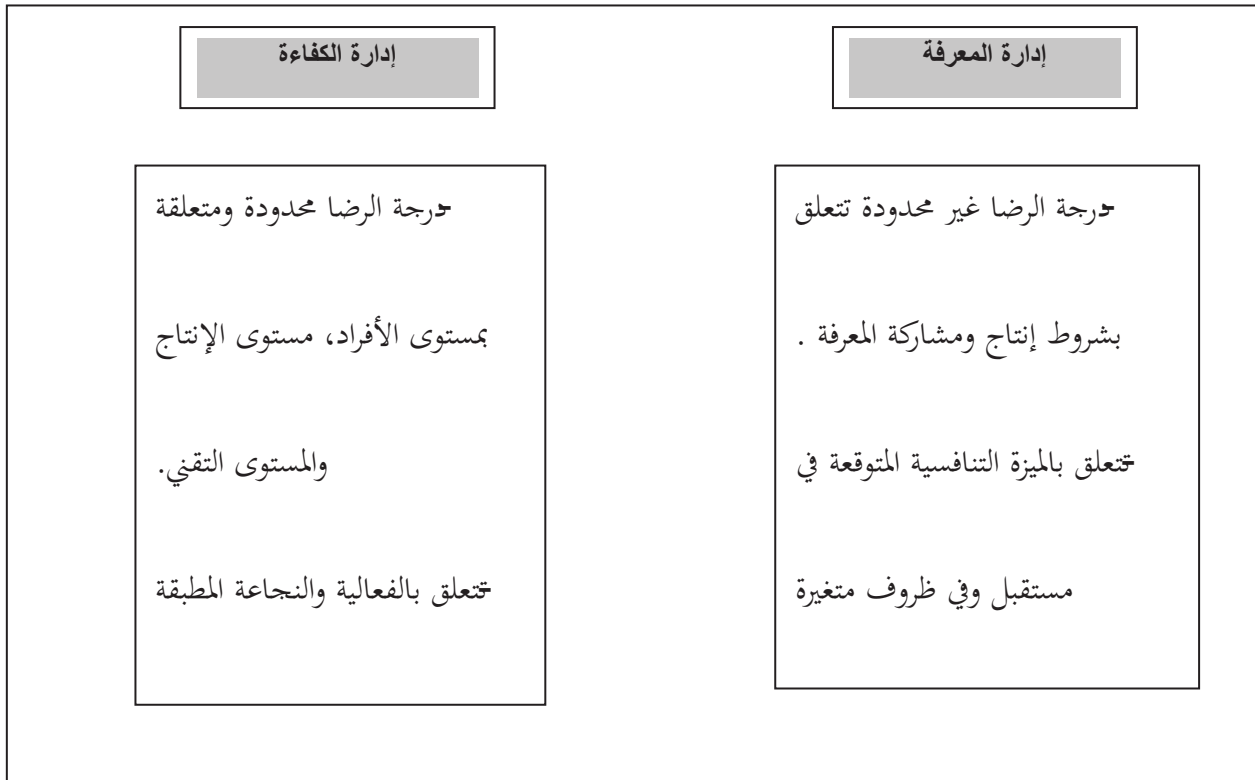 إدارة المعرفة
-درجة الرضا غير محدودة تتعلق
بشروط إنتاج ومشاركة المعرفة .
-تتعلق بالميزة التنافسية المتوقعة في
مستقبل وفي ظروف متغيرة
إدارة الكفاءة
-درجة الرضا محدودة ومتعلقة
بمستوى الأفراد، مستوى الإنتاج
والمستوى التقني.
-تتعلق بالفعالية والنجاعة المطبقة